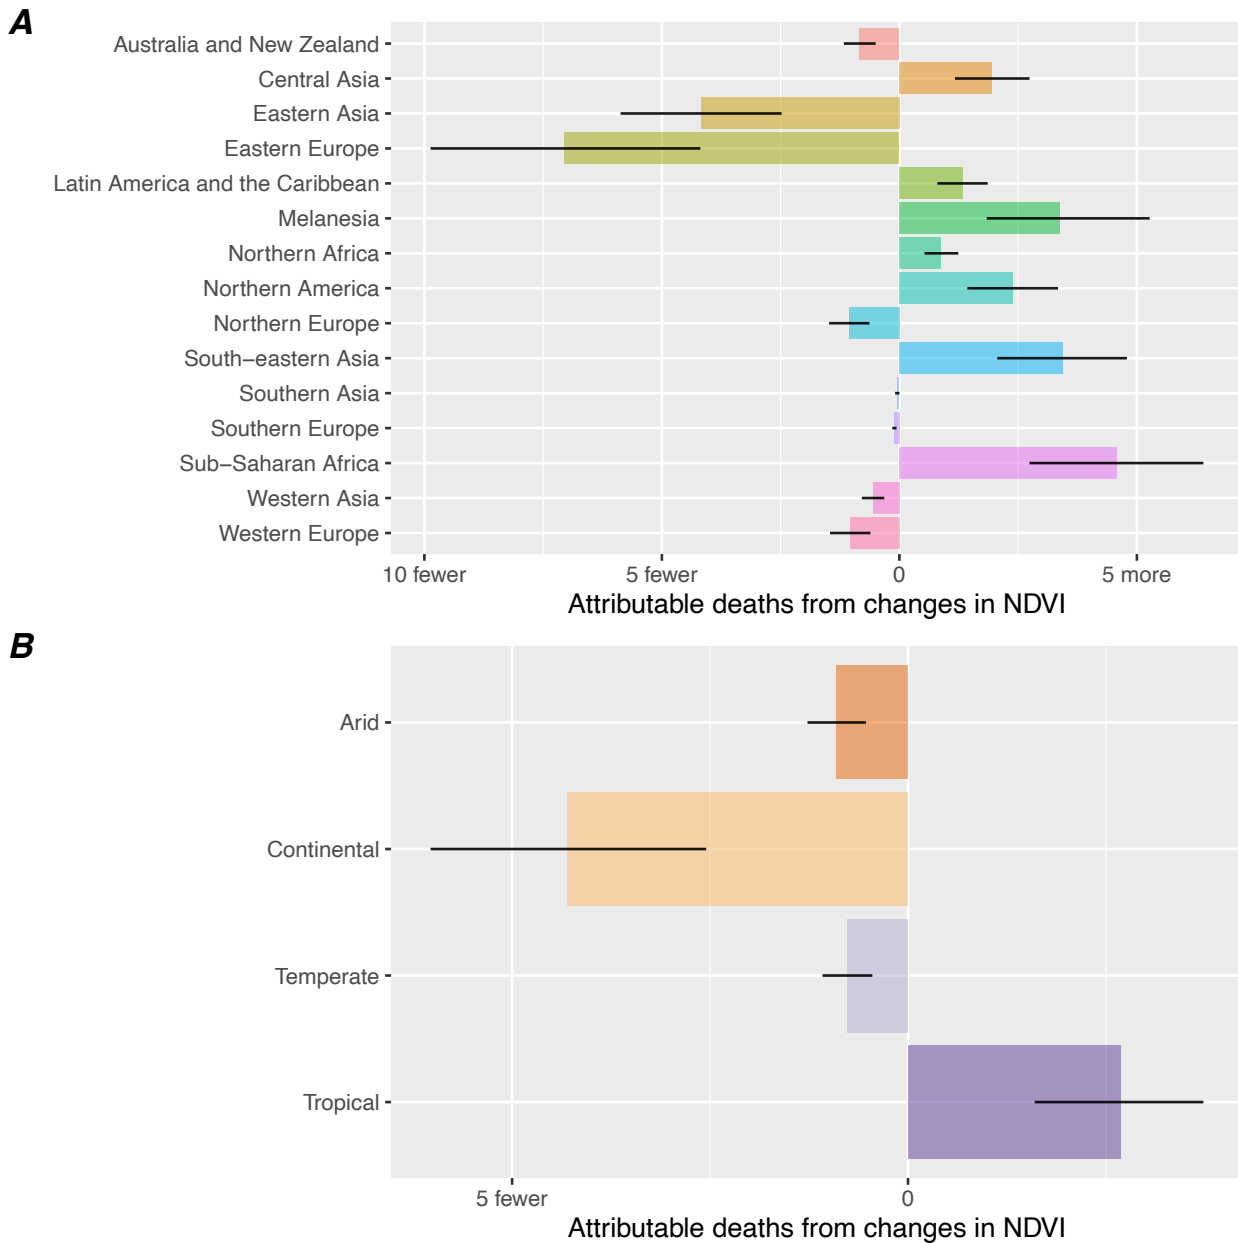 A
Australia and New Zealand
Central Asia
Eastern Asia
Eastern Europe
Latin America and the Caribbean
Melanesia
Northern Africa
Northern America
Northern Europe
South−eastern Asia
Southern Asia
Southern Europe
Sub−Saharan Africa
Western Asia
Western Europe
10 fewer 5 fewer 0 5 more
Attributable deaths from changes in NDVI
B
Arid
Continental
Temperate
Tropical
5 fewer 0
Attributable deaths from changes in NDVI